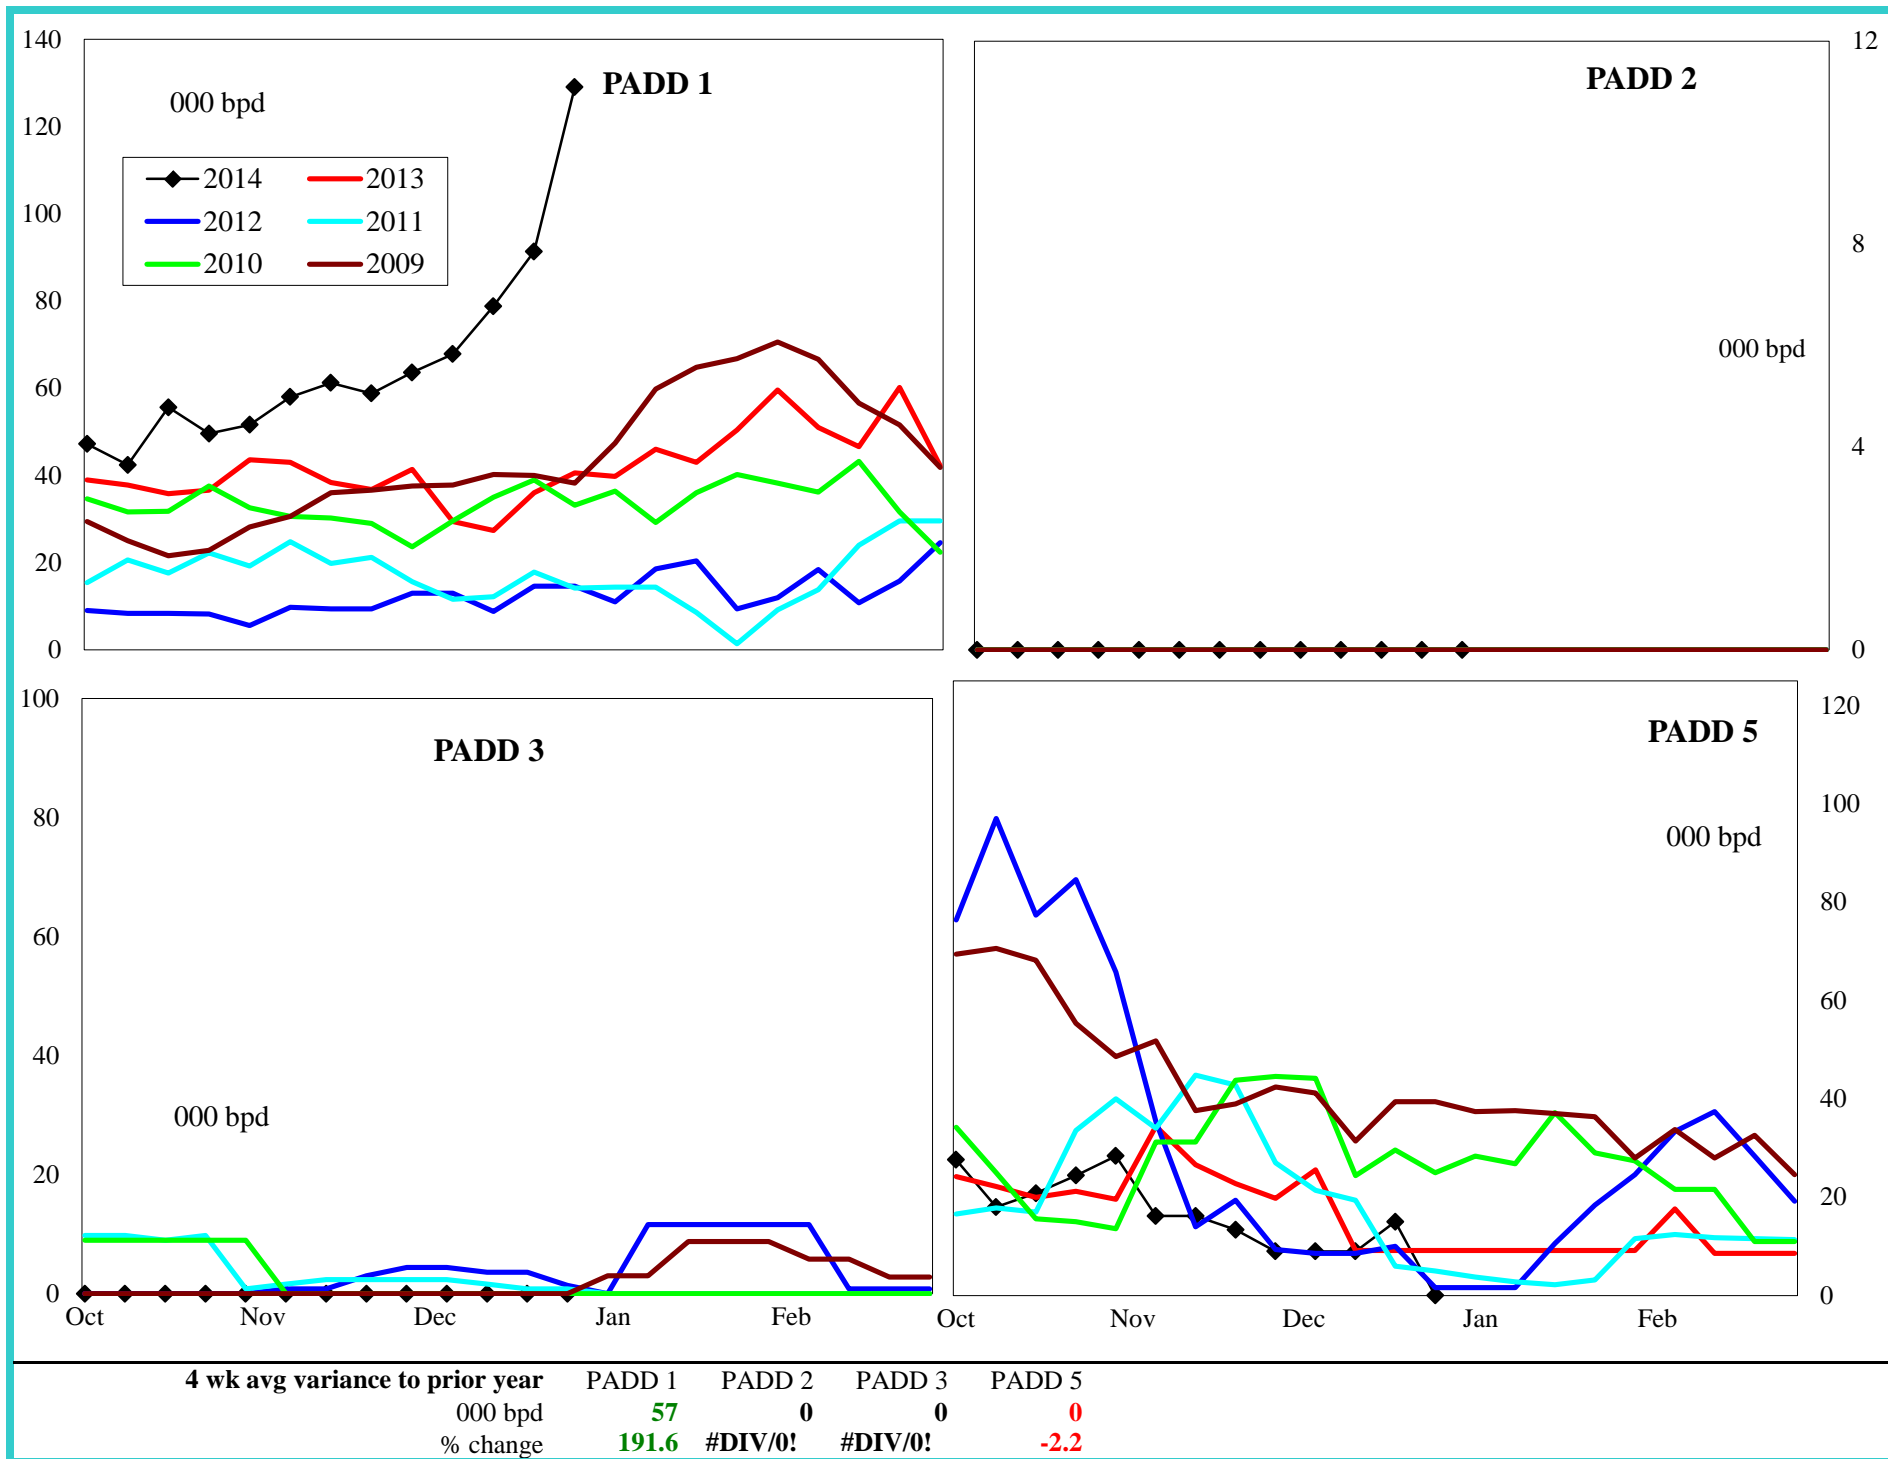 140
120
100
80
60
40
20
0
PADD 1
000 bpd
2014 2013
2012 2011
2010 2009
12
8
4
0
PADD 2
000 bpd
100
80
60
40
20
0
PADD 3
000 bpd
Oct Nov Dec Jan Feb
120
100
80
60
40
20
0
PADD 5
000 bpd
Oct Nov Dec Jan Feb
4 wk avg variance to prior year PADD 1 PADD 2 PADD 3 PADD 5
000 bpd 57 0 0 0
% change 191.6 #DIV/0! #DIV/0! -2.2